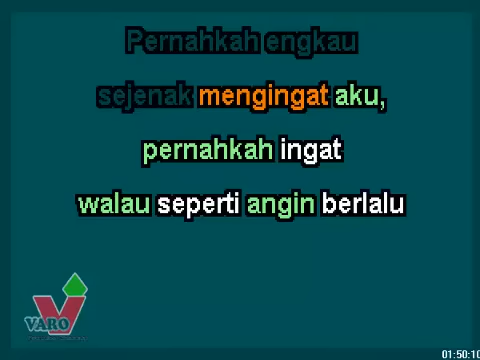 Pernahkah engkau
sejenak mengingat aku,
pernahkah ingat
walau seperti angin berlalu
VARO
01:50:10